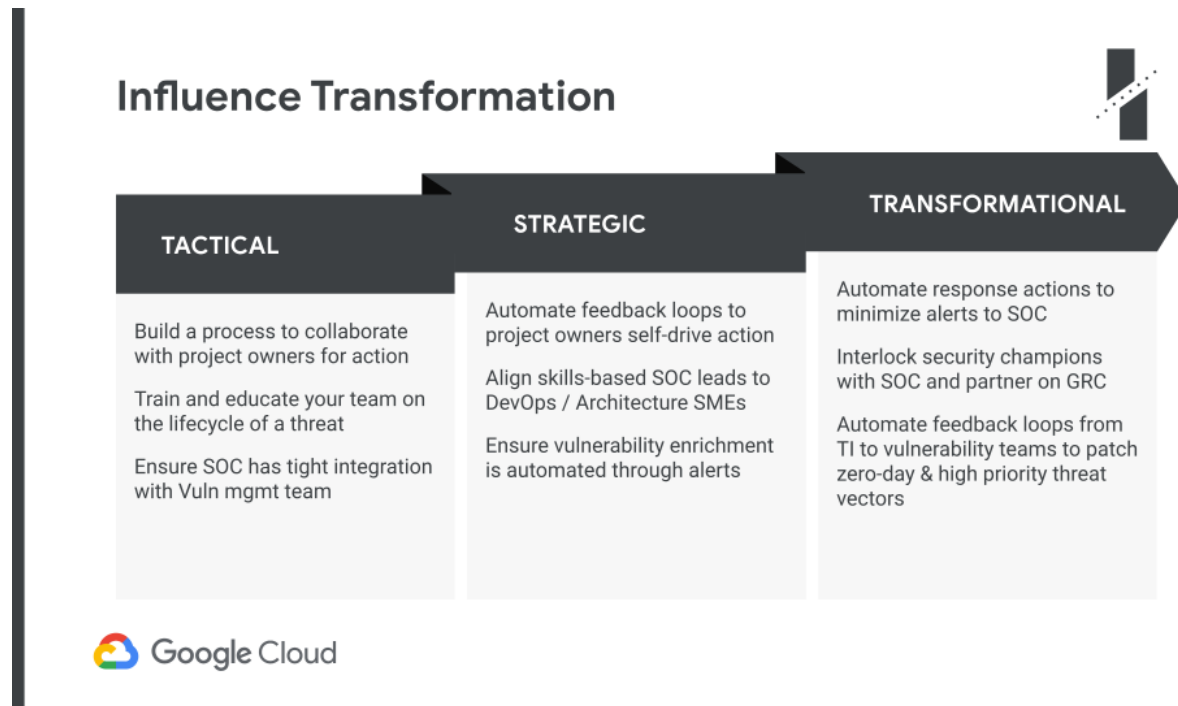 Influence Transformation
TACTICAL
Build a process to collaborate
with project owners for action
Train and educate your team on
the lifecycle of a threat
Ensure SOC has tight integration
with Vuln mgmt team
STRATEGIC
Automate feedback loops to
project owners self-drive action
Align skills-based SOC leads to
DevOps / Architecture SMEs
Ensure vulnerability enrichment
is automated through alerts
TRANSFORMATIONAL
Automate response actions to
minimize alerts to SOC
Interlock security champions
with SOC and partner on GRC
Automate feedback loops from
TI to vulnerability teams to patch
zero-day & high priority threat
vectors
Google Cloud